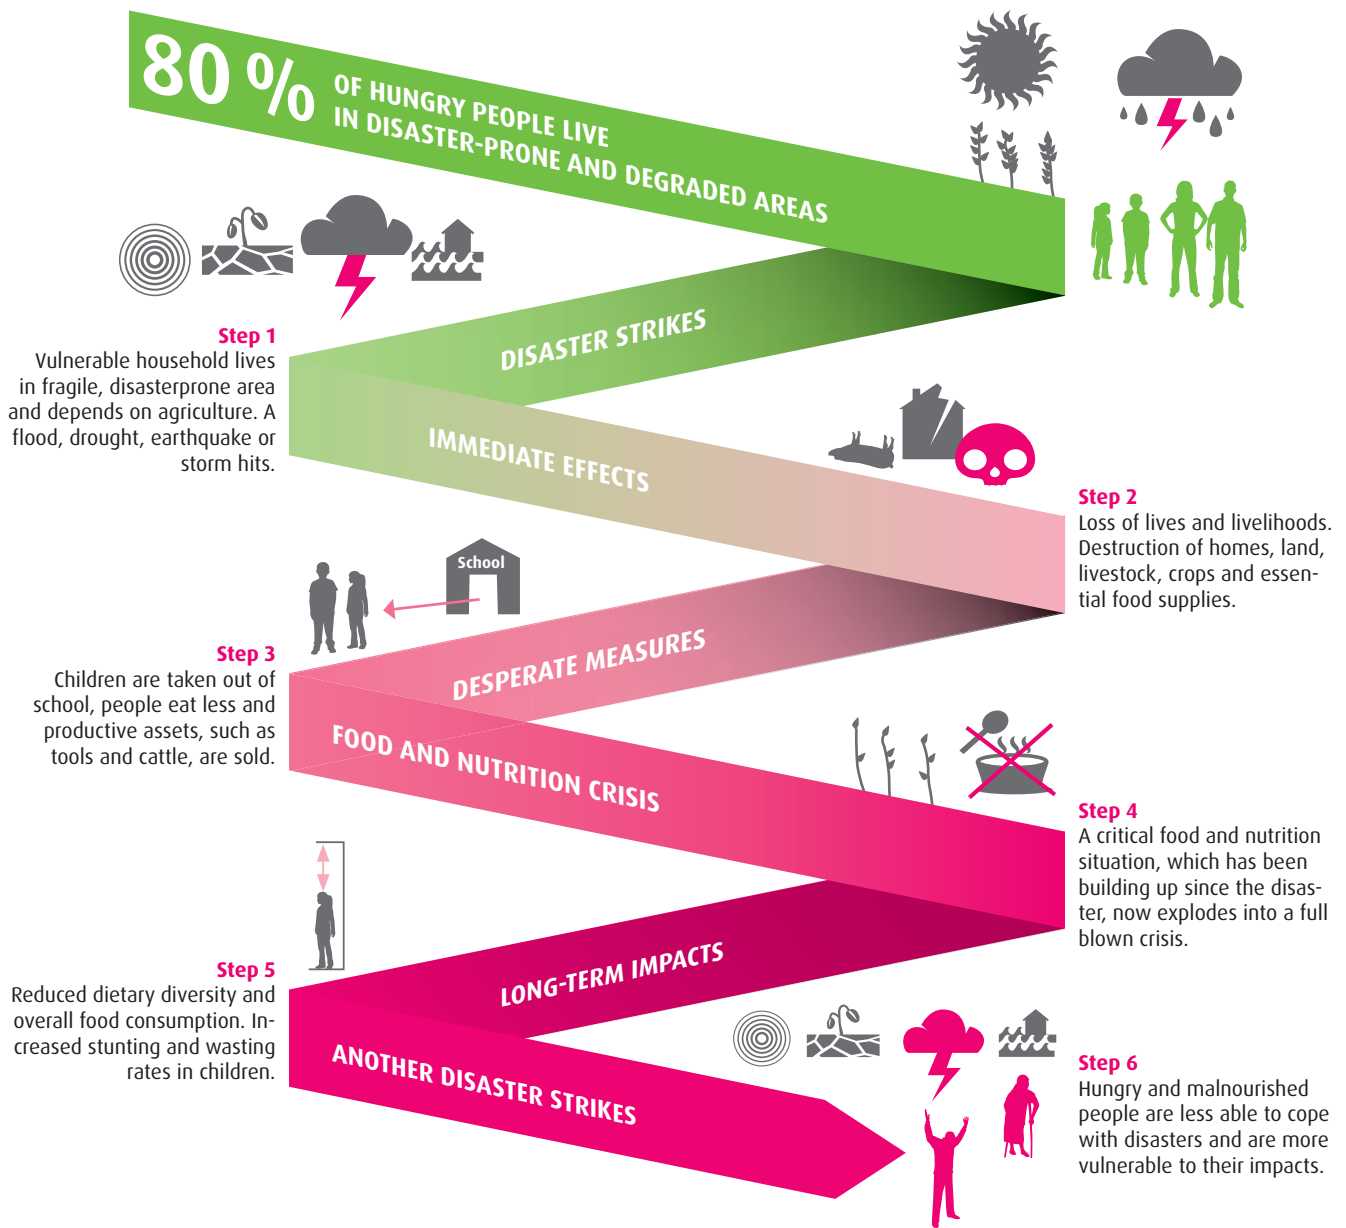 80 %
OF HUNGRY PEOPLE LIVE
IN DISASTER-PRONE AND DEGRADED AREAS
DISASTER STRIKES
Step 1
Vulnerable household lives
in fragile, disasterprone area
and depends on agriculture. A
flood, drought, earthquake or
storm hits.
IMMEDIATE EFFECTS
Step 2
Loss of lives and livelihoods.
Destruction of homes, land,
livestock, crops and essen-
tial food supplies.
School
DESPERATE MEASURES
Step 3
Children are taken out of
school, people eat less and
productive assets, such as
tools and cattle, are sold.
FOOD AND NUTRITION CRISIS
Step 4
A critical food and nutrition
situation, which has been
building up since the disas-
ter, now explodes into a full
blown crisis.
LONG-TERM IMPACTS
Step 5
Reduced dietary diversity and
overall food consumption. In-
creased stunting and wasting
rates in children.
ANOTHER DISASTER STRIKES
Step 6
Hungry and malnourished
people are less able to cope
with disasters and are more
vulnerable to their impacts.